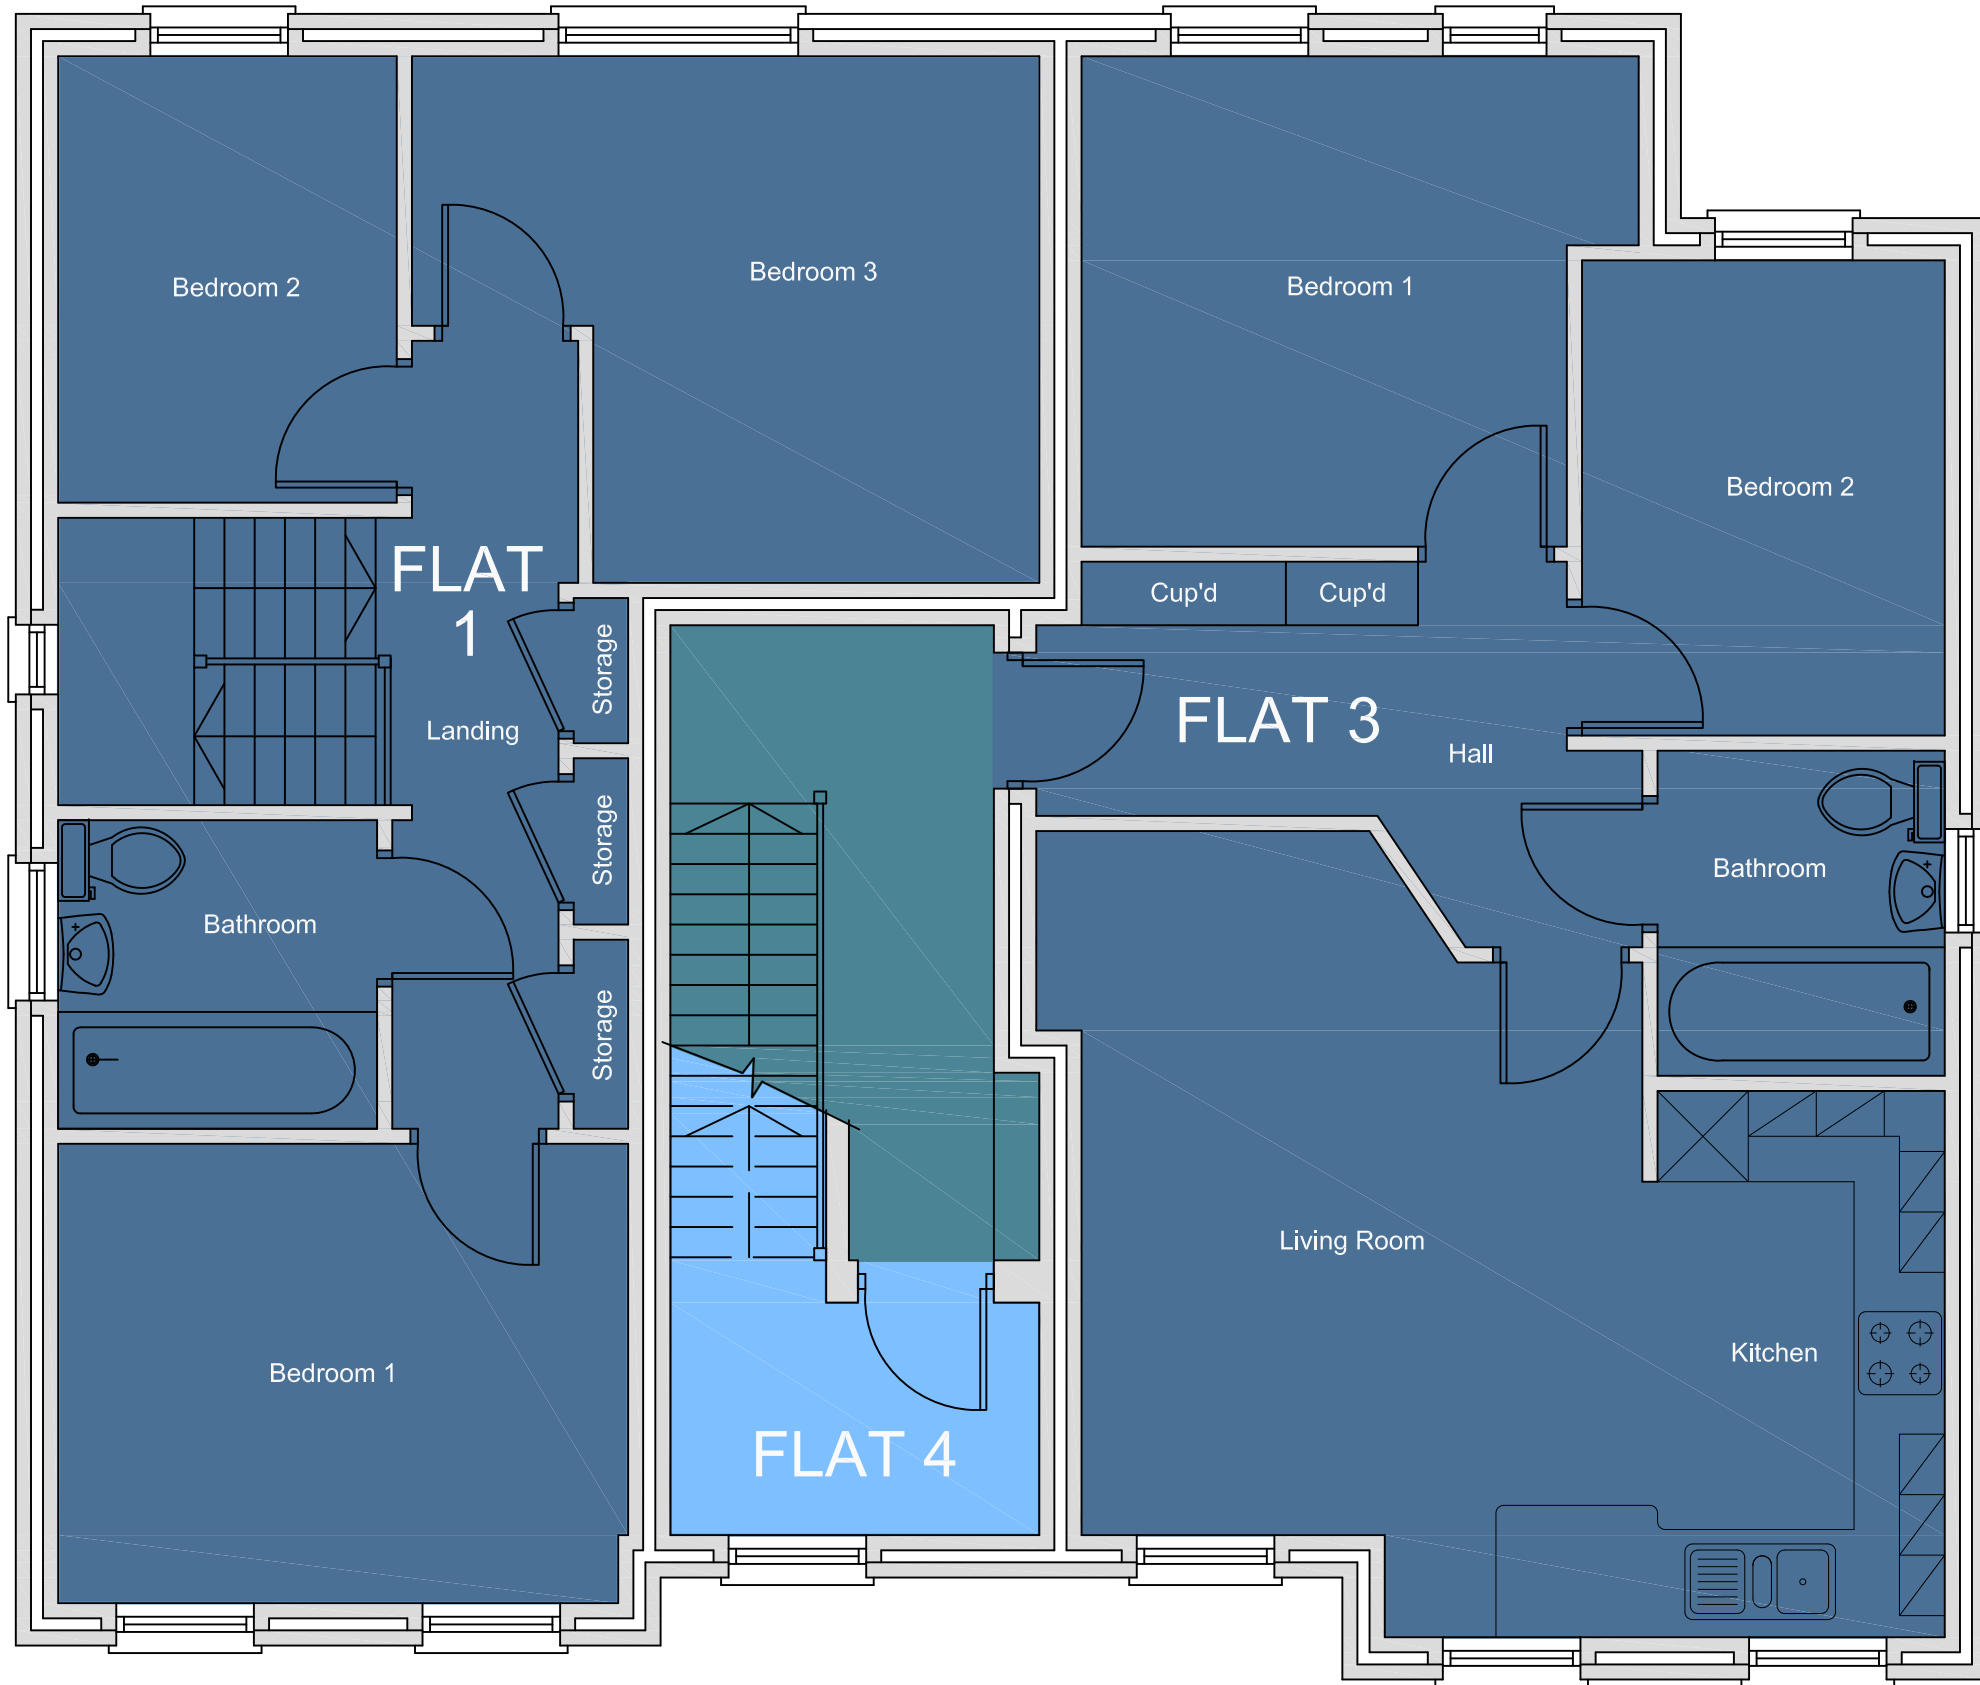 Bedroom 2
Bedroom 3
Bedroom 1
Bedroom 2
FLAT
1
Landing
Storage
Storage
Storage
Bathroom
Bedroom 1
Cup'd
Cup'd
FLAT 3
Hall
Bathroom
Living Room
Kitchen
FLAT 4